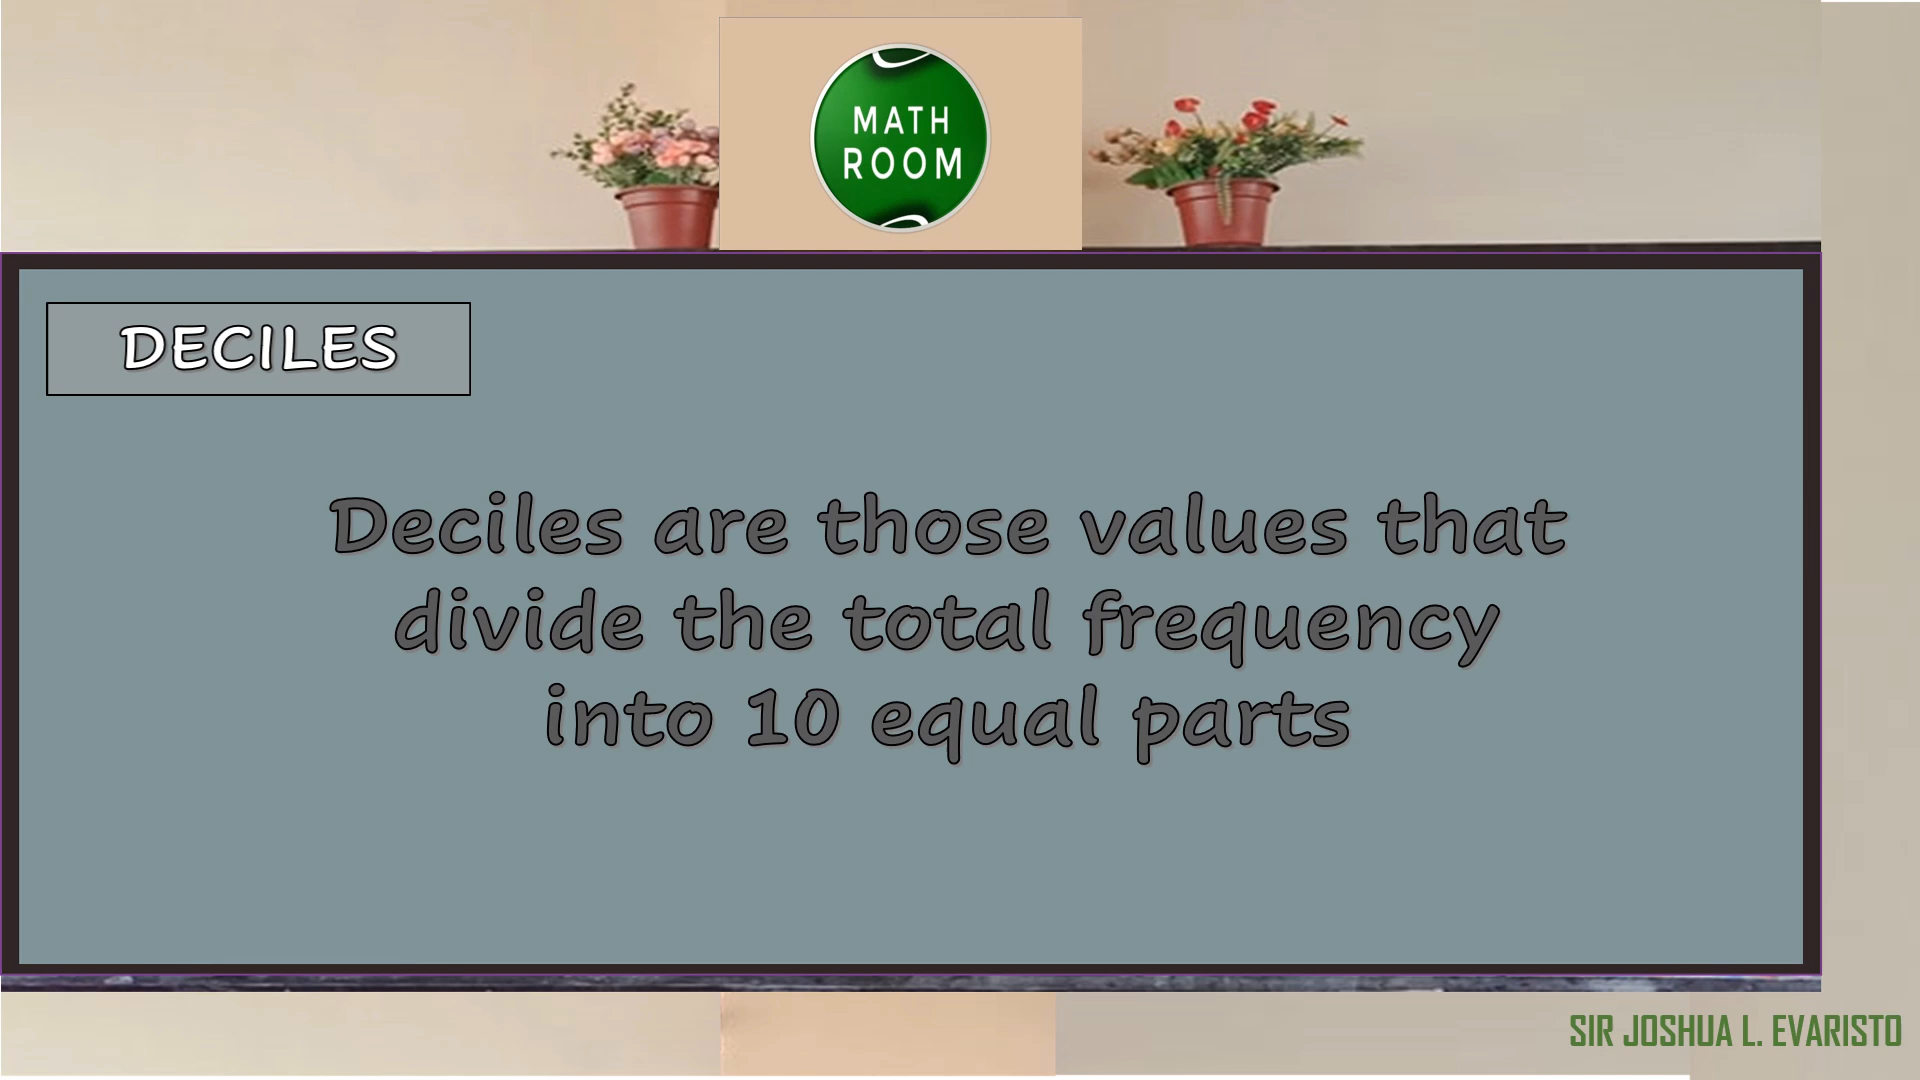 MATH
ROOM
DECILES
Deciles are those values that
divide the total frequency
into 10 equal parts
SIR JOSHUA L. EVARISTO